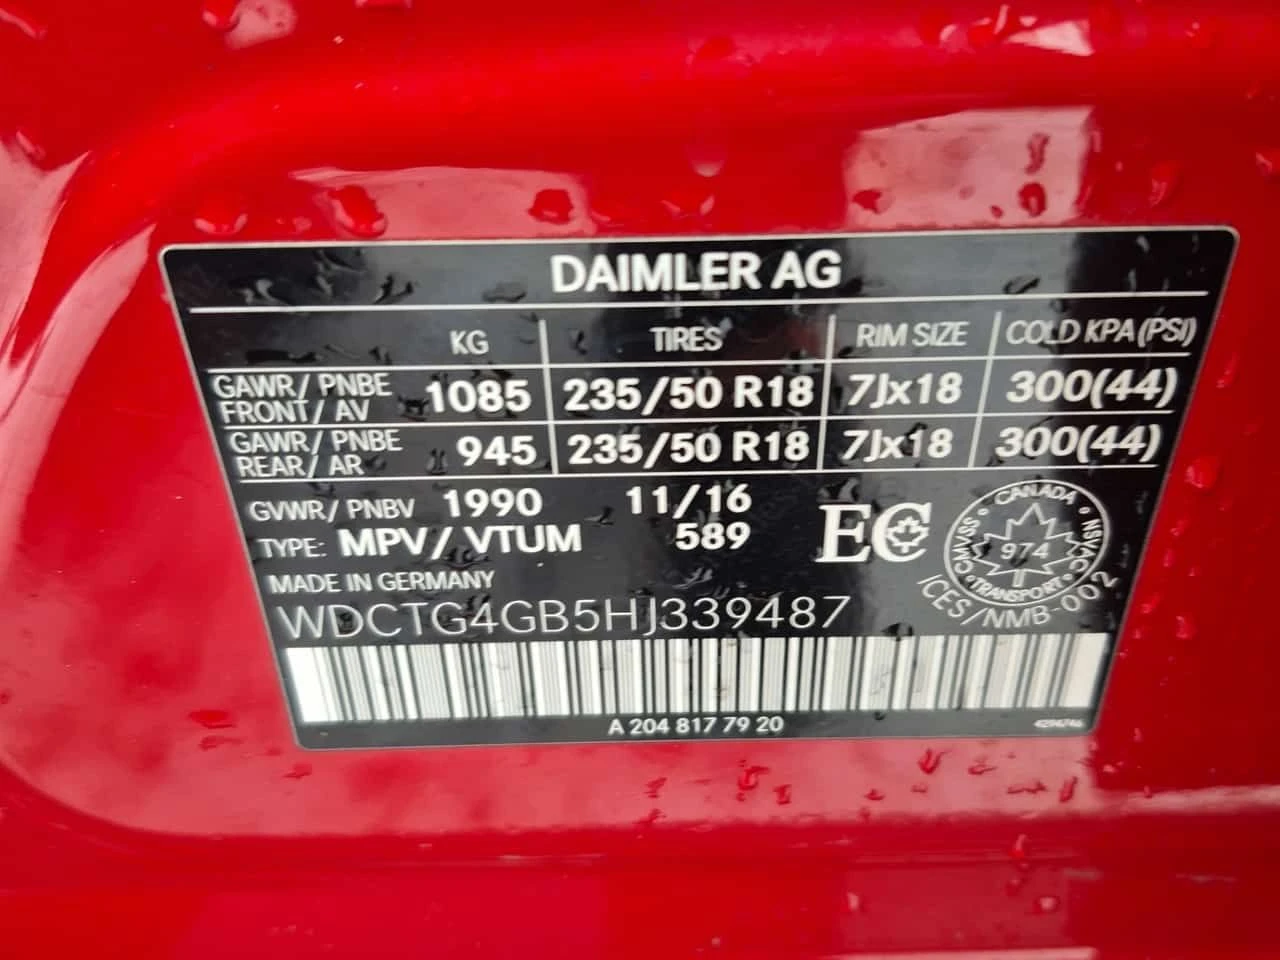 DAIMLER AG
KG TIRES RIM SIZE COLD KPA (PSI)
GAWR/ PNBE FRONT/ AV 1085 235/50 R18 7Jx18 300(44)
GAWR/ PNBE REAR/ AR 945 235/50 R18 7Jx18 300(44)
GVWR/ PNBV 1990 11/16
TYPE: MPV/ VTUM 589
EC
CANADA
CMVSS 974 NSVAC
TRANSPORT
ICES/NMB-002
MADE IN GERMANY
WDCTG4GB5HJ339487
A 204 817 79 20